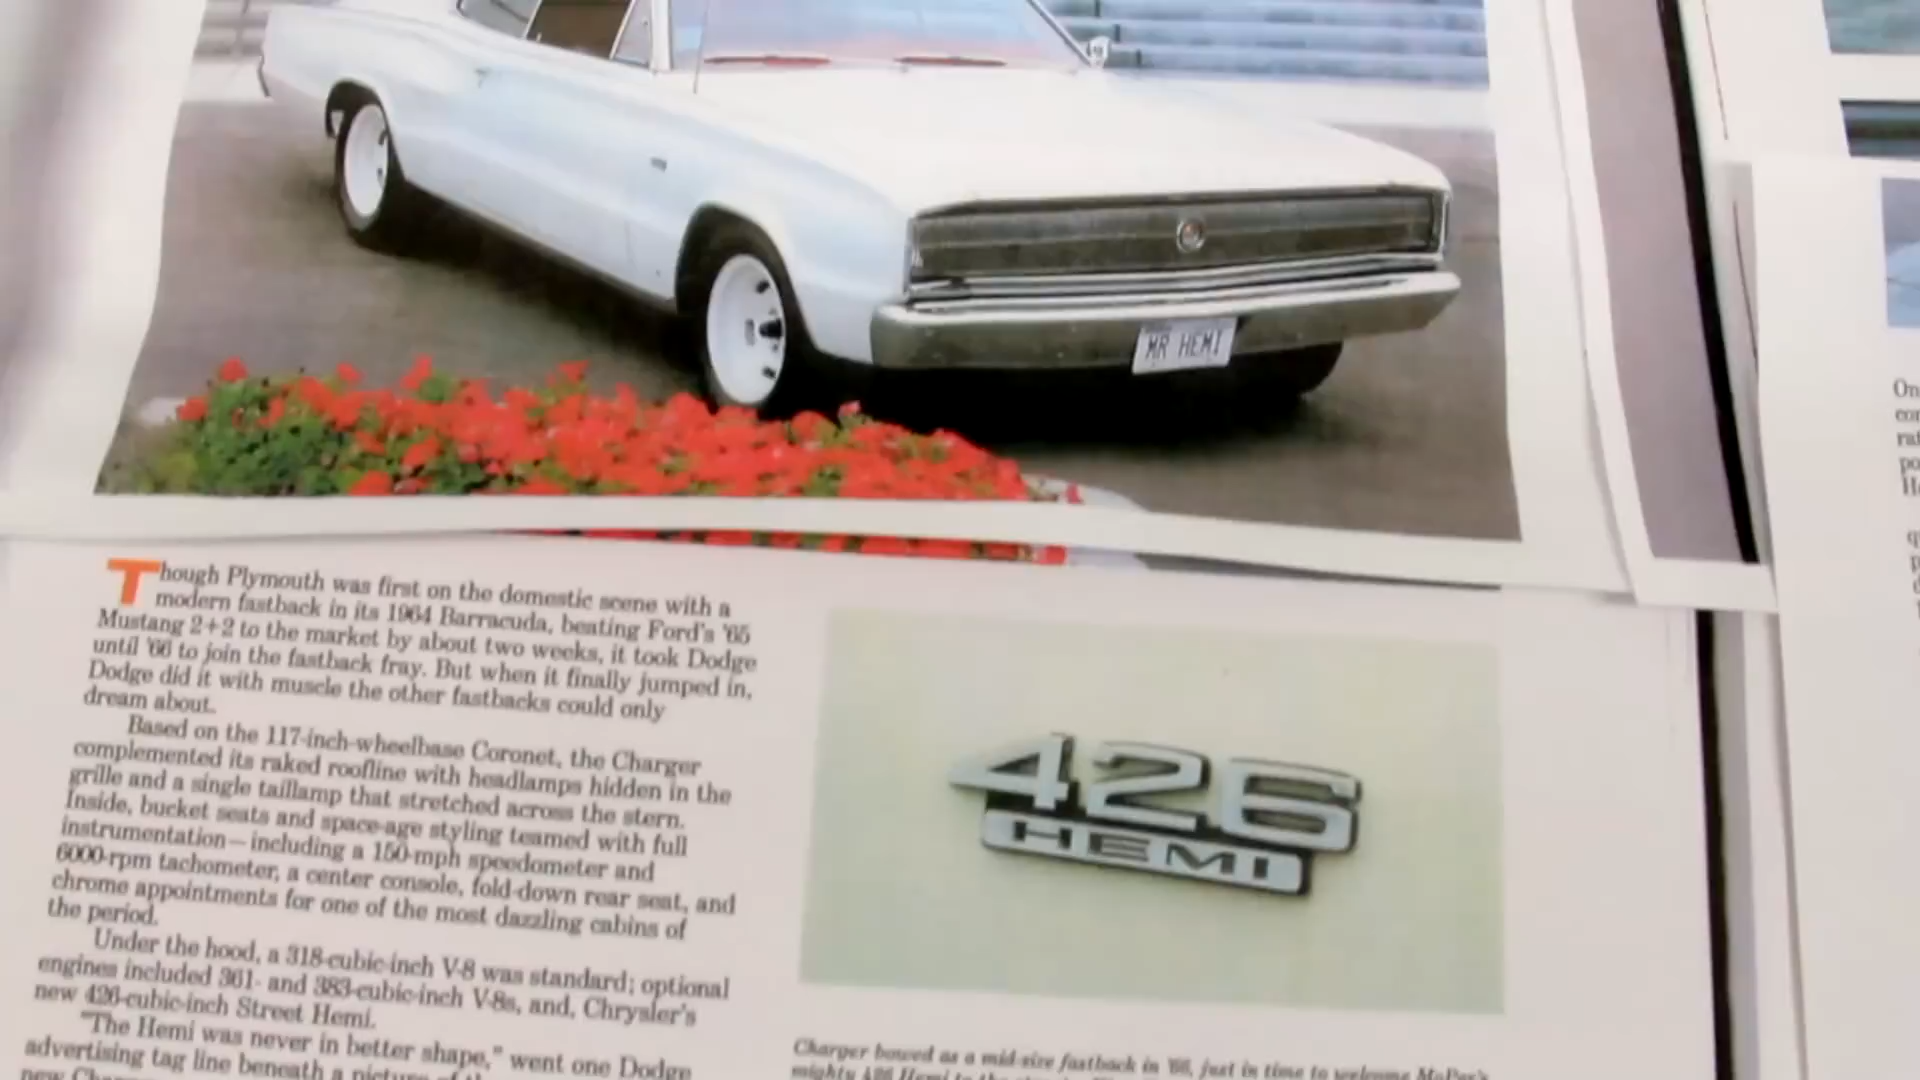 MR HEMI
Though Plymouth was first on the domestic scene with a
modern fastback in its 1964 Barracuda, beating Ford's '65
Mustang 2+2 to the market by about two weeks, it took Dodge
until '66 to join the fastback fray. But when it finally jumped in,
Dodge did it with muscle the other fastbacks could only
dream about.
Based on the 117-inch-wheelbase Coronet, the Charger
complemented its raked roofline with headlamps hidden in the
grille and a single taillamp that stretched across the stern.
Inside, bucket seats and space-age styling teamed with full
instrumentation—including a 150-mph speedometer and
6000-rpm tachometer, a center console, fold-down rear seat, and
chrome appointments for one of the most dazzling cabins of
the period.
Under the hood, a 318-cubic-inch V-8 was standard; optional
engines included 361- and 383-cubic-inch V-8s, and, Chrysler's
new 426-cubic-inch Street Hemi.
"The Hemi was never in better shape," went one Dodge
advertising tag line beneath a picture of
new
426
HEMI
Charger bowed as a mid-size fastback in '66, just in time to welcome MoPar's
mighty 426 Hemi to the
On